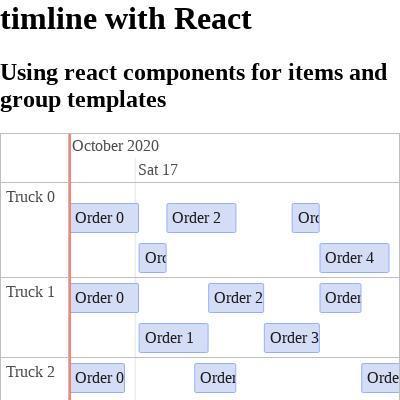 timline with React
Using react components for items and
group templates
October 2020
Sat 17
Truck 0
Order 0
Order 2
Order 4
Truck 1
Order 0
Order 2
Order
Order 1
Order 3
Truck 2
Order 0
Order
Orde